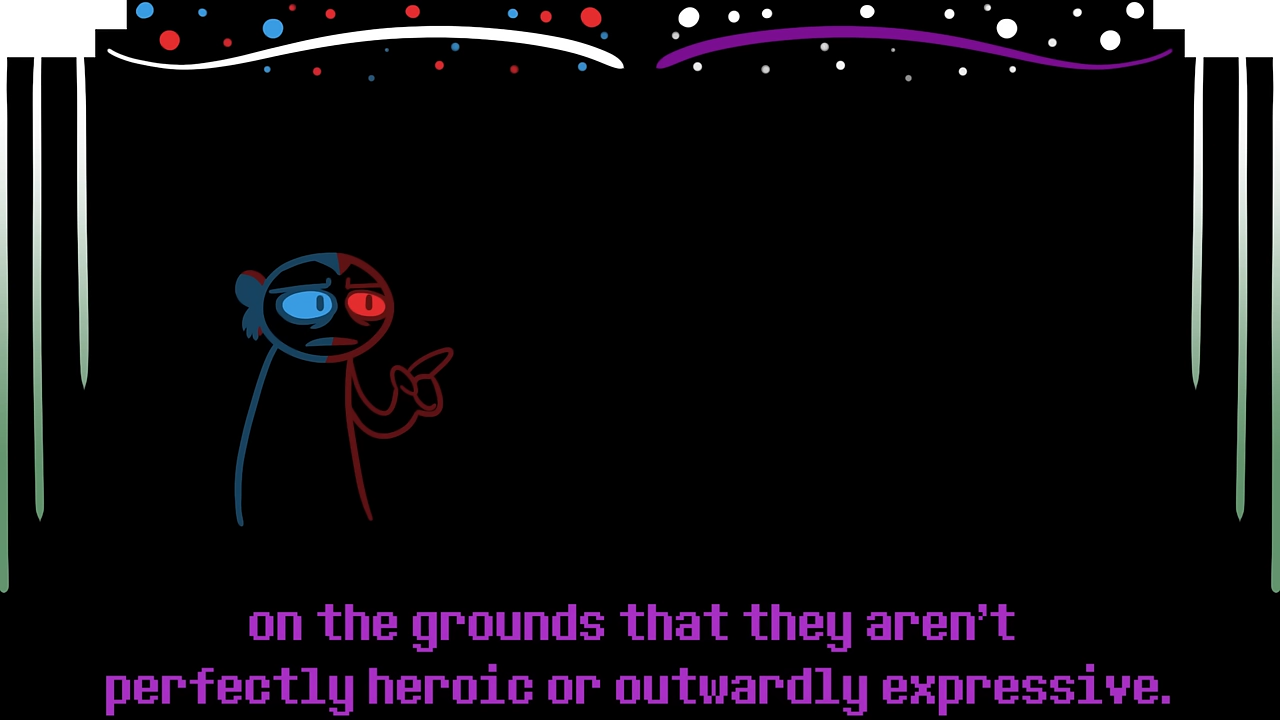 on the grounds that they aren't
perfectly heroic or outwardly expressive.